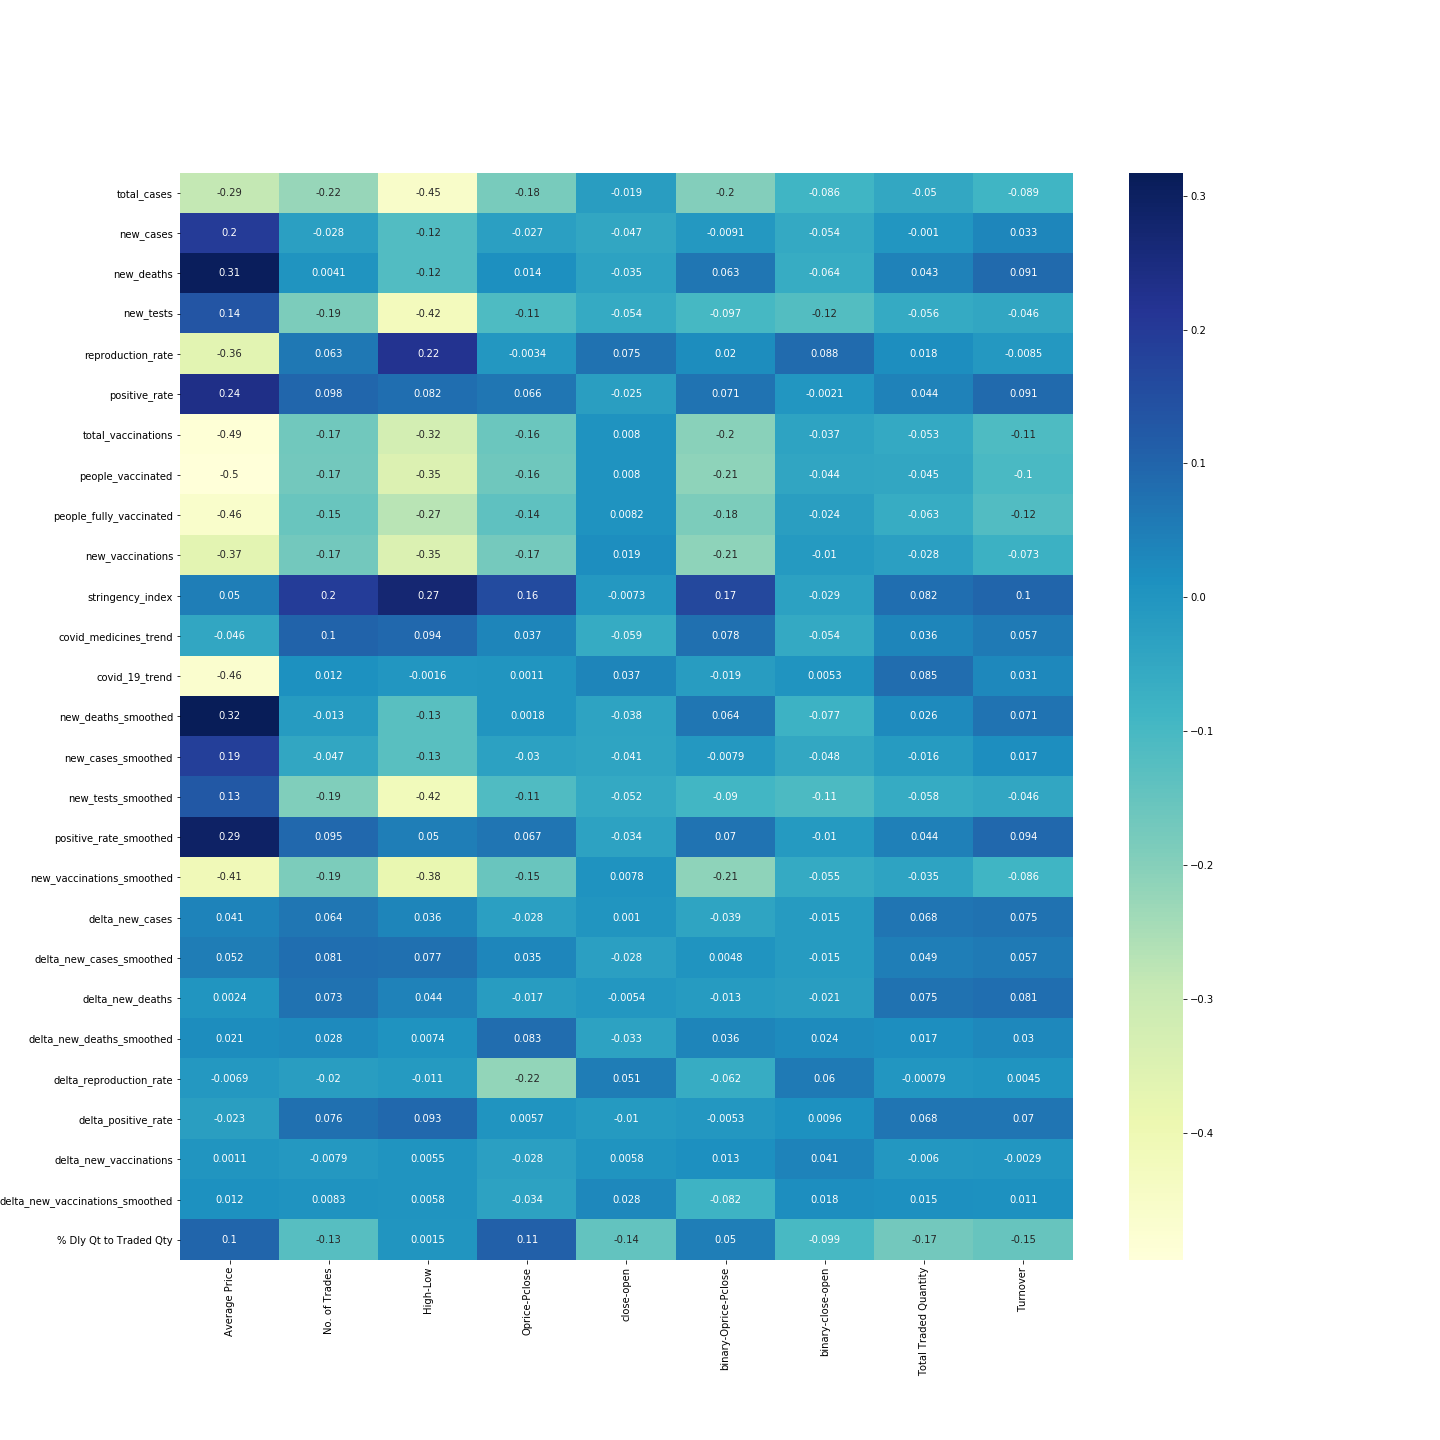 total_cases -0.29 -0.22 -0.45 -0.18 -0.019 -0.2 -0.086 -0.05 -0.089
new_cases 0.2 -0.028 -0.12 -0.027 -0.047 -0.0091 -0.054 -0.001 0.033
new_deaths 0.31 0.0041 -0.12 0.014 -0.035 0.063 -0.064 0.043 0.091
new_tests 0.14 -0.19 -0.42 -0.11 -0.054 -0.097 -0.12 -0.056 -0.046
reproduction_rate -0.36 0.063 0.22 -0.0034 0.075 0.02 0.088 0.018 -0.0085
positive_rate 0.24 0.098 0.082 0.066 -0.025 0.071 -0.0021 0.044 0.091
total_vaccinations -0.49 -0.17 -0.32 -0.16 0.008 -0.2 -0.037 -0.053 -0.11
people_vaccinated -0.5 -0.17 -0.35 -0.16 0.008 -0.21 -0.044 -0.045 -0.1
people_fully_vaccinated -0.46 -0.15 -0.27 -0.14 0.0082 -0.18 -0.024 -0.063 -0.12
new_vaccinations -0.37 -0.17 -0.35 -0.17 0.019 -0.21 -0.01 -0.028 -0.073
stringency_index 0.05 0.2 0.27 0.16 -0.0073 0.17 -0.029 0.082 0.1
covid_medicines_trend -0.046 0.1 0.094 0.037 -0.059 0.078 -0.054 0.036 0.057
covid_19_trend -0.46 0.012 -0.0016 0.0011 0.037 -0.019 0.0053 0.085 0.031
new_deaths_smoothed 0.32 -0.013 -0.13 0.0018 -0.038 0.064 -0.077 0.026 0.071
new_cases_smoothed 0.19 -0.047 -0.13 -0.03 -0.041 -0.0079 -0.048 -0.016 0.017
new_tests_smoothed 0.13 -0.19 -0.42 -0.11 -0.052 -0.09 -0.11 -0.058 -0.046
positive_rate_smoothed 0.29 0.095 0.05 0.067 -0.034 0.07 -0.01 0.044 0.094
new_vaccinations_smoothed -0.41 -0.19 -0.38 -0.15 0.0078 -0.21 -0.055 -0.035 -0.086
delta_new_cases 0.041 0.064 0.036 -0.028 0.001 -0.039 -0.015 0.068 0.075
delta_new_cases_smoothed 0.052 0.081 0.077 0.035 -0.028 0.0048 -0.015 0.049 0.057
delta_new_deaths 0.0024 0.073 0.044 -0.017 -0.0054 -0.013 -0.021 0.075 0.081
delta_new_deaths_smoothed 0.021 0.028 0.0074 0.083 -0.033 0.036 0.024 0.017 0.03
delta_reproduction_rate -0.0069 -0.02 -0.011 -0.22 0.051 -0.062 0.06 -0.00079 0.0045
delta_positive_rate -0.023 0.076 0.093 0.0057 -0.01 -0.0053 0.0096 0.068 0.07
delta_new_vaccinations 0.0011 -0.0079 0.0055 -0.028 0.0058 0.013 0.041 -0.006 -0.0029
delta_new_vaccinations_smoothed 0.012 0.0083 0.0058 -0.034 0.028 -0.082 0.018 0.015 0.011
% Dly Qt to Traded Qty 0.1 -0.13 0.0015 0.11 -0.14 0.05 -0.099 -0.17 -0.15
Average Price
No. of Trades
High-Low
Oprice-Pclose
close-open
binary-Oprice-Pclose
binary-close-open
Total Traded Quantity
Turnover
0.3
0.2
0.1
0.0
−0.1
−0.2
−0.3
−0.4